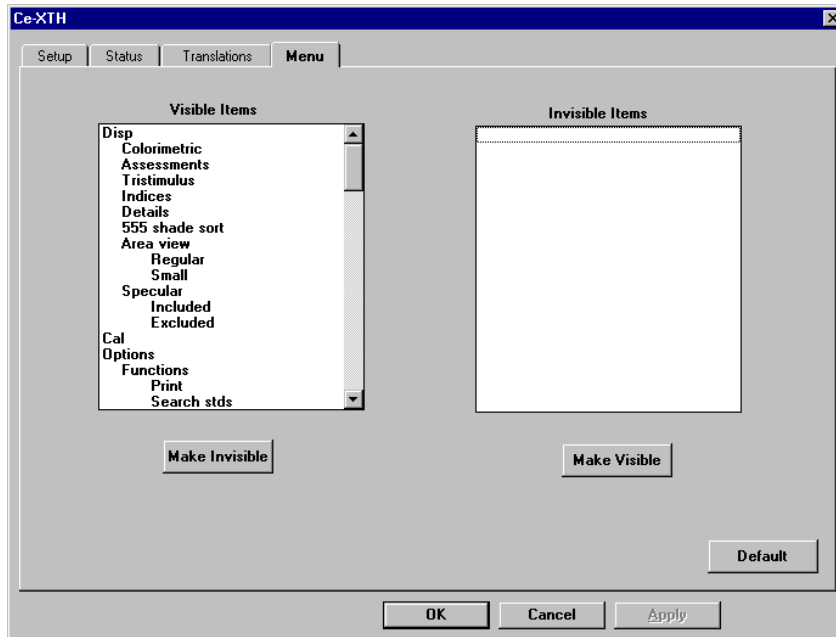 Ce-XTH
Setup Status Translations Menu
Visible Items
Disp
Colorimetric
Assessments
Tristimulus
Indices
Details
555 shade sort
Area view
Regular
Small
Specular
Included
Excluded
Cal
Options
Functions
Print
Search stds
Make Invisible
Invisible Items
Make Visible
Default
OK Cancel Apply